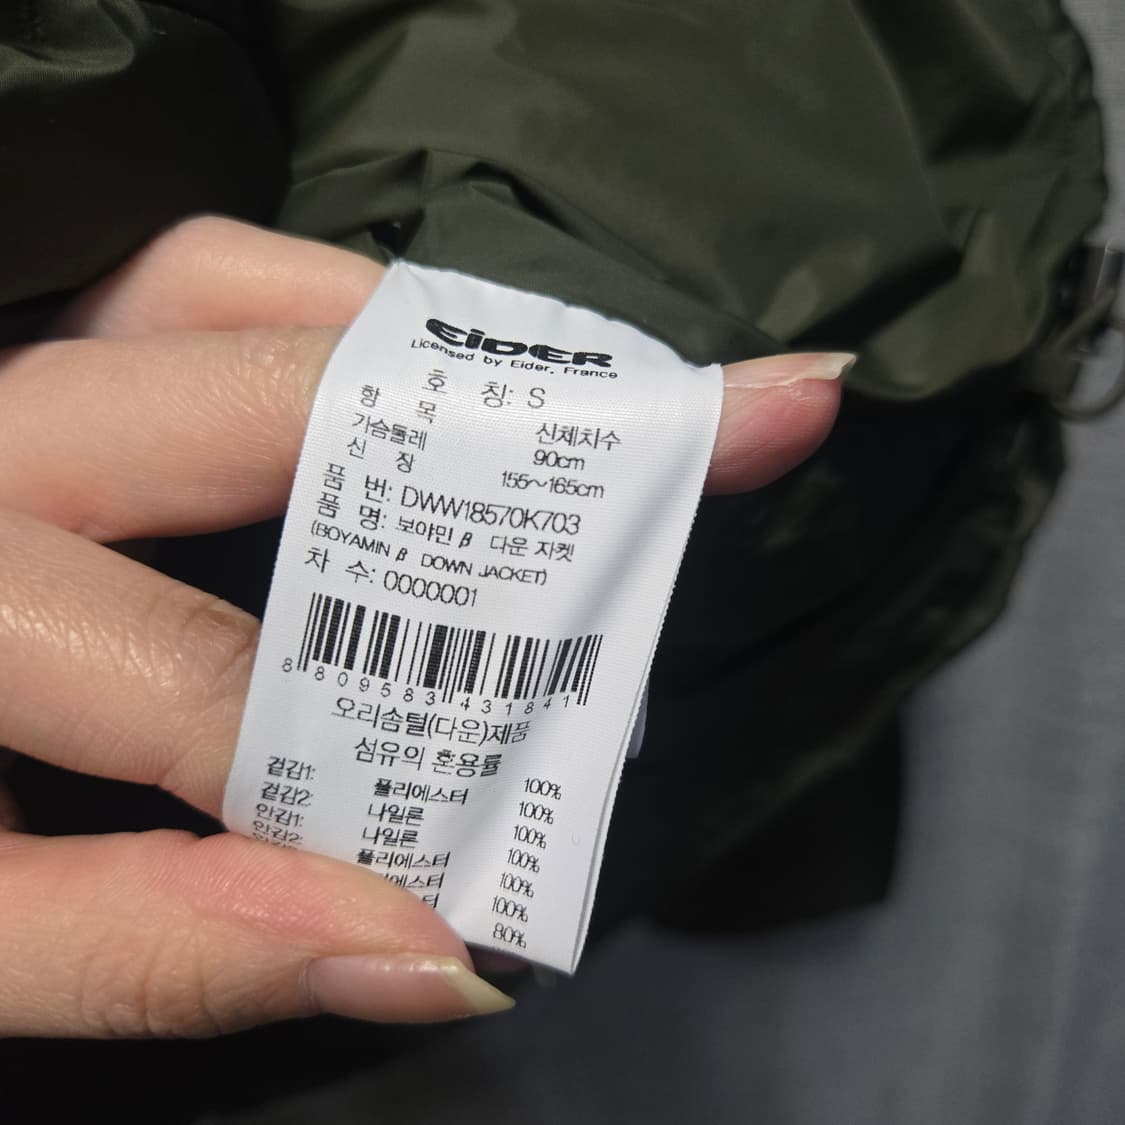 EiDER
Licensed by Eider, France
호 칭: S
항 목 신체치수
가슴둘레 90cm
신 장 155~165cm
품 번: DWW18570K703
품 명: 보야민 β 다운 자켓
(BOYAMIN β DOWN JACKET)
차 수: 0000001
8 809583 431841
오리솜털(다운)제품
섬유의 혼용률
겉감1: 폴리에스터 100%
겉감2: 나일론 100%
안감1: 나일론 100%
안감2: 폴리에스터 100%
100%
100%
80%